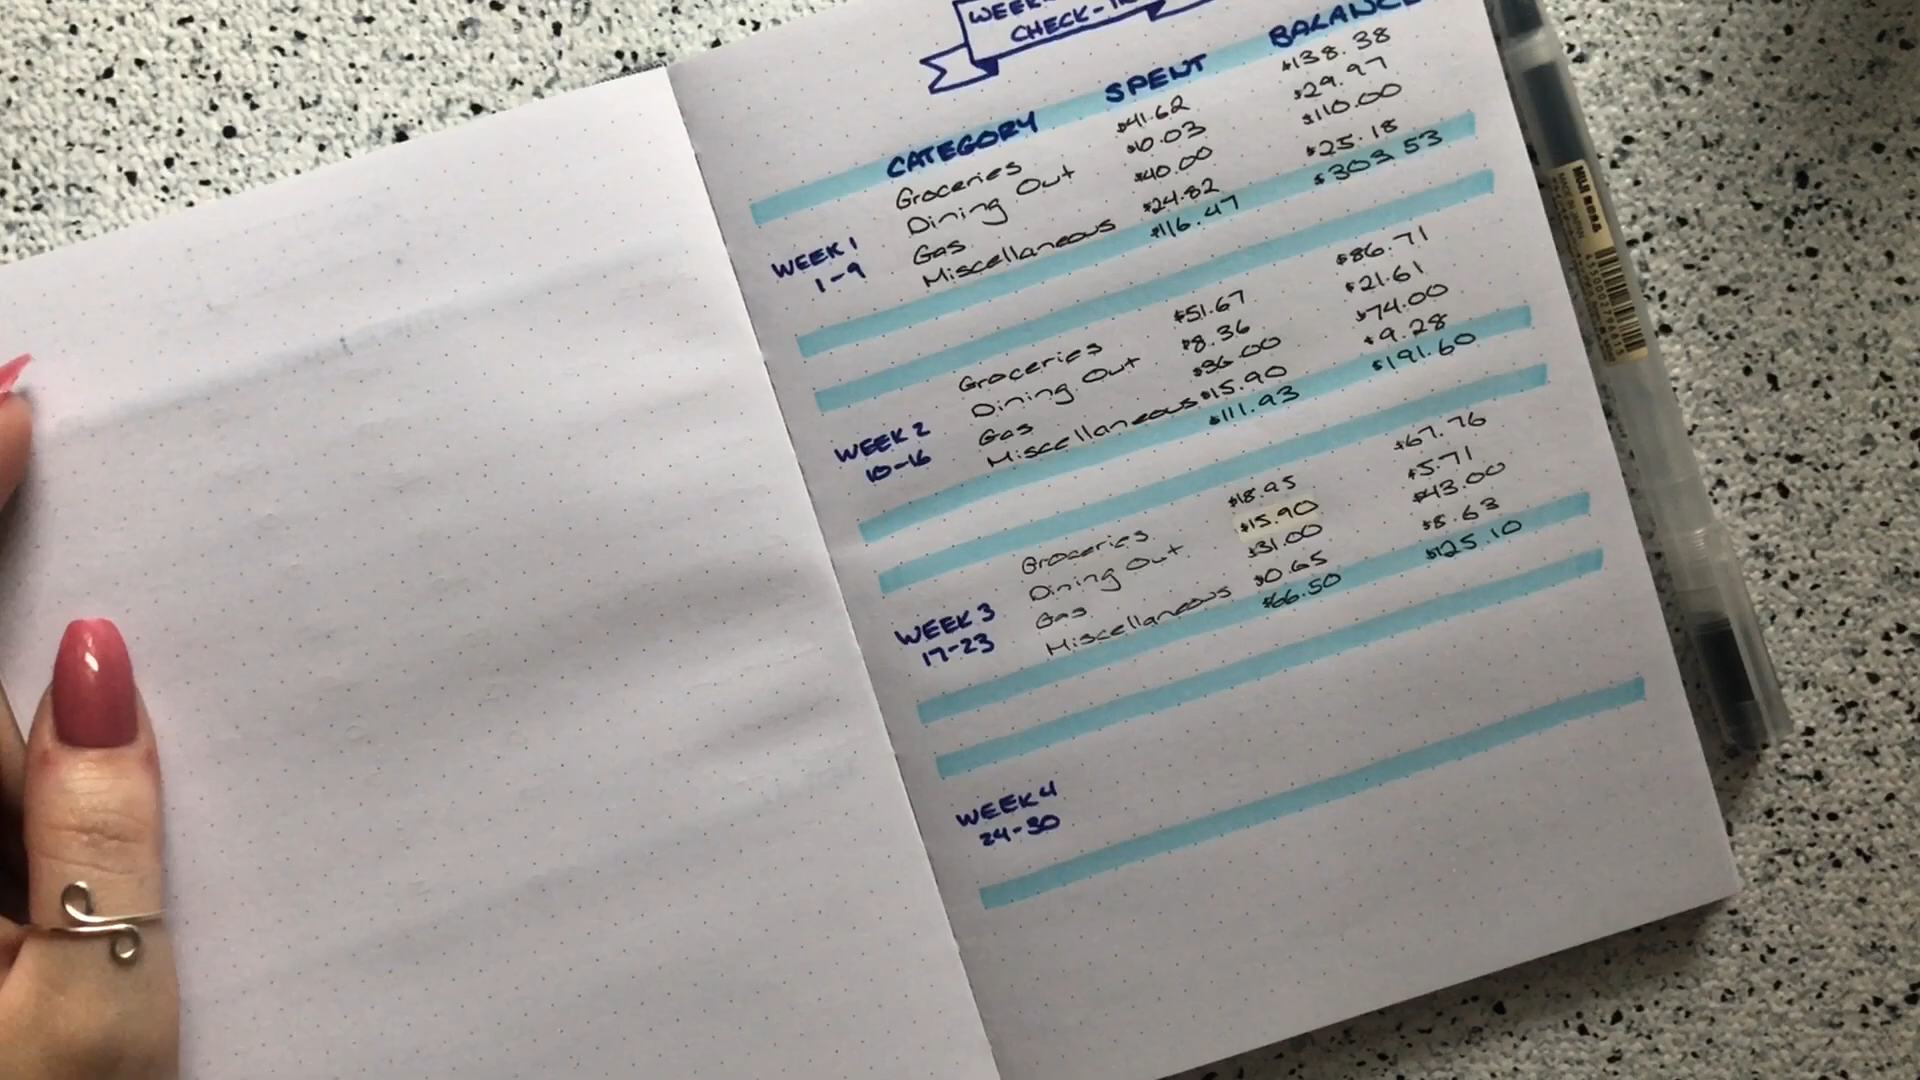 WEEK
CHECK-IN
CATEGORY SPENT BALANCE
Groceries $41.62 $138.38
Dining Out $10.03 $29.97
Gas $40.00 $110.00
Miscellaneous $24.82 $25.18
$116.47 $303.53
WEEK 1
1-9
Groceries $51.67 $86.71
Dining Out $8.36 $21.61
Gas $36.00 $74.00
Miscellaneous $15.90 $9.28
$111.93 $191.60
WEEK 2
10-16
Groceries $18.95 $67.76
Dining Out $15.90 $5.71
Gas $31.00 $43.00
Miscellaneous $0.65 $8.63
$66.50 $125.10
WEEK 3
17-23
WEEK 4
24-30
MUJI